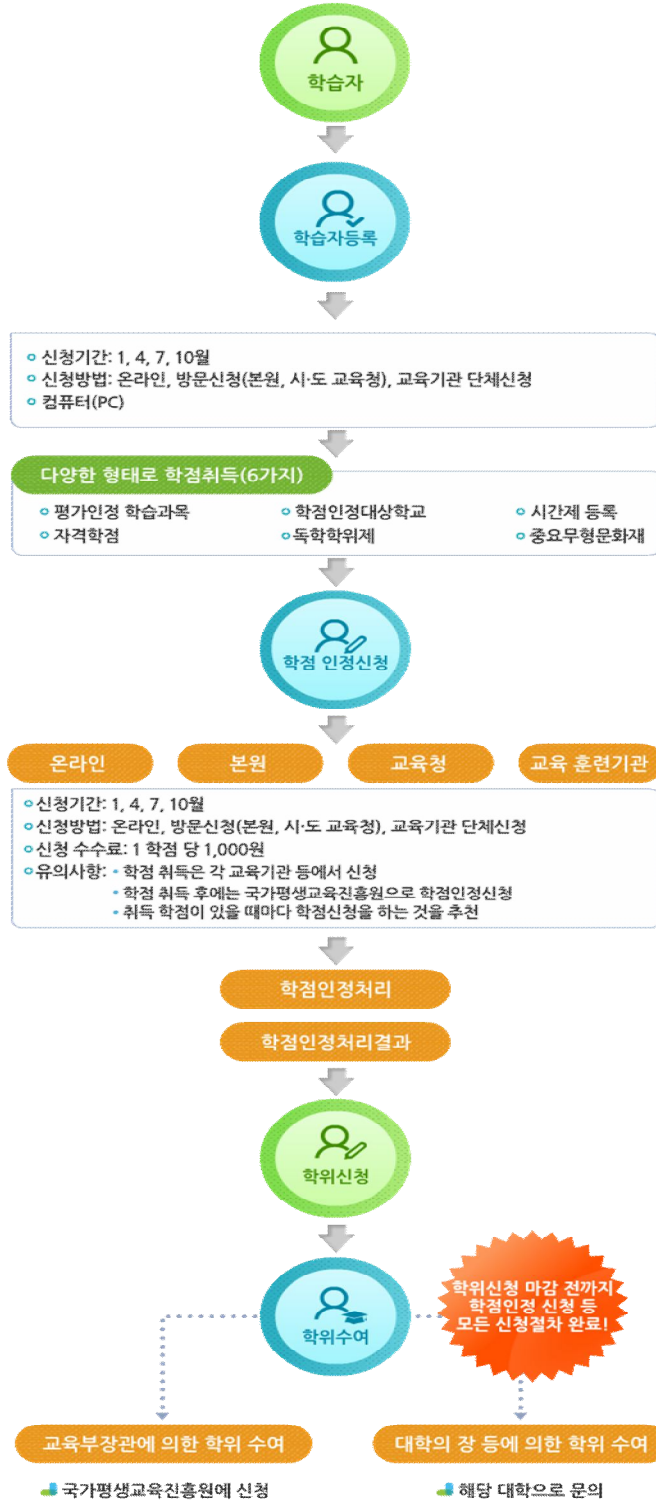 학습자
학습자등록
신청기간: 1, 4, 7, 10월
신청방법: 온라인, 방문신청(본원, 시·도 교육청), 교육기관 단체신청
컴퓨터(PC)
다양한 형태로 학점취득(6가지)
평가인정 학습과목 학점인정대상학교 시간제 등록
자격학점 독학학위제 중요무형문화재
학점 인정신청
온라인 본원 교육청 교육 훈련기관
신청기간: 1, 4, 7, 10월
신청방법: 온라인, 방문신청(본원, 시·도 교육청), 교육기관 단체신청
신청 수수료: 1 학점 당 1,000원
유의사항: • 학점 취득은 각 교육기관 등에서 신청
• 학점 취득 후에는 국가평생교육진흥원으로 학점인정신청
• 취득 학점이 있을 때마다 학점신청을 하는 것을 추천
학점인정처리
학점인정처리결과
학위신청
학위수여
학위신청 마감 전까지
학점인정 신청 등
모든 신청절차 완료!
교육부장관에 의한 학위 수여 대학의 장 등에 의한 학위 수여
국가평생교육진흥원에 신청 해당 대학으로 문의